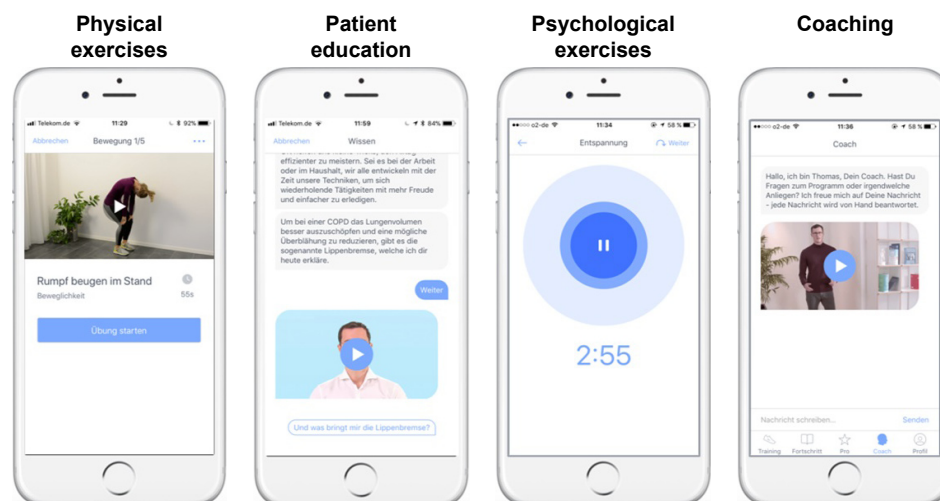 Physical
exercises
Patient
education
Psychological
exercises
Coaching
Telekom.de 11:29 92%
Abbrechen Bewegung 1/5
Rumpf beugen im Stand
Beweglichkeit 55s
Übung starten
Telekom.de 11:59 84%
Abbrechen Wissen
effizienter zu meistern. Sei es bei der Arbeit
oder im Haushalt, wir alle entwickeln mit der
Zeit unsere Techniken, um sich
wiederholende Tätigkeiten mit mehr Freude
und einfacher zu erledigen.
Um bei einer COPD das Lungenvolumen
besser auszuschöpfen und eine mögliche
Überblähung zu reduzieren, gibt es die
sogenannte Lippenbremse, welche ich dir
heute erkläre.
Weiter
Und was bringt mir die Lippenbremse?
o2-de 11:34 58 %
Entspannung Weiter
2:55
o2-de 11:36 58 %
Coach
Hallo, ich bin Thomas, Dein Coach. Hast Du
Fragen zum Programm oder irgendwelche
Anliegen? Ich freue mich auf Deine Nachricht
- jede Nachricht wird von Hand beantwortet.
Nachricht schreiben... Senden
Training Fortschritt Pro Coach Profil